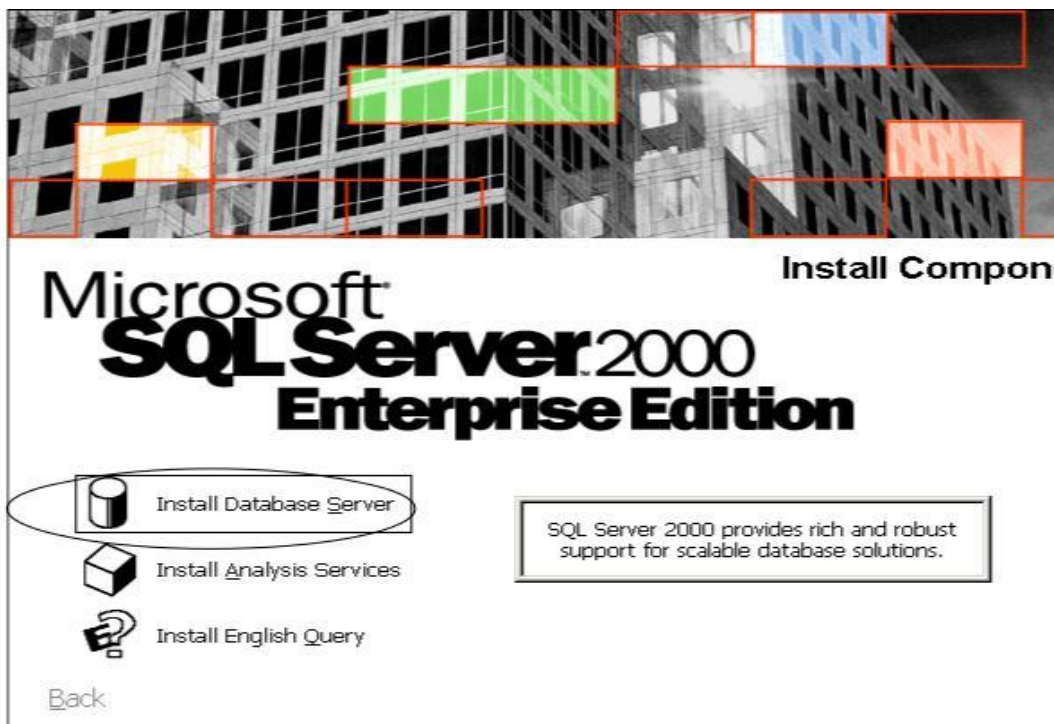 Install Compon
Microsoft
SQL Server 2000
Enterprise Edition
Install Database Server
SQL Server 2000 provides rich and robust
support for scalable database solutions.
Install Analysis Services
Install English Query
Back